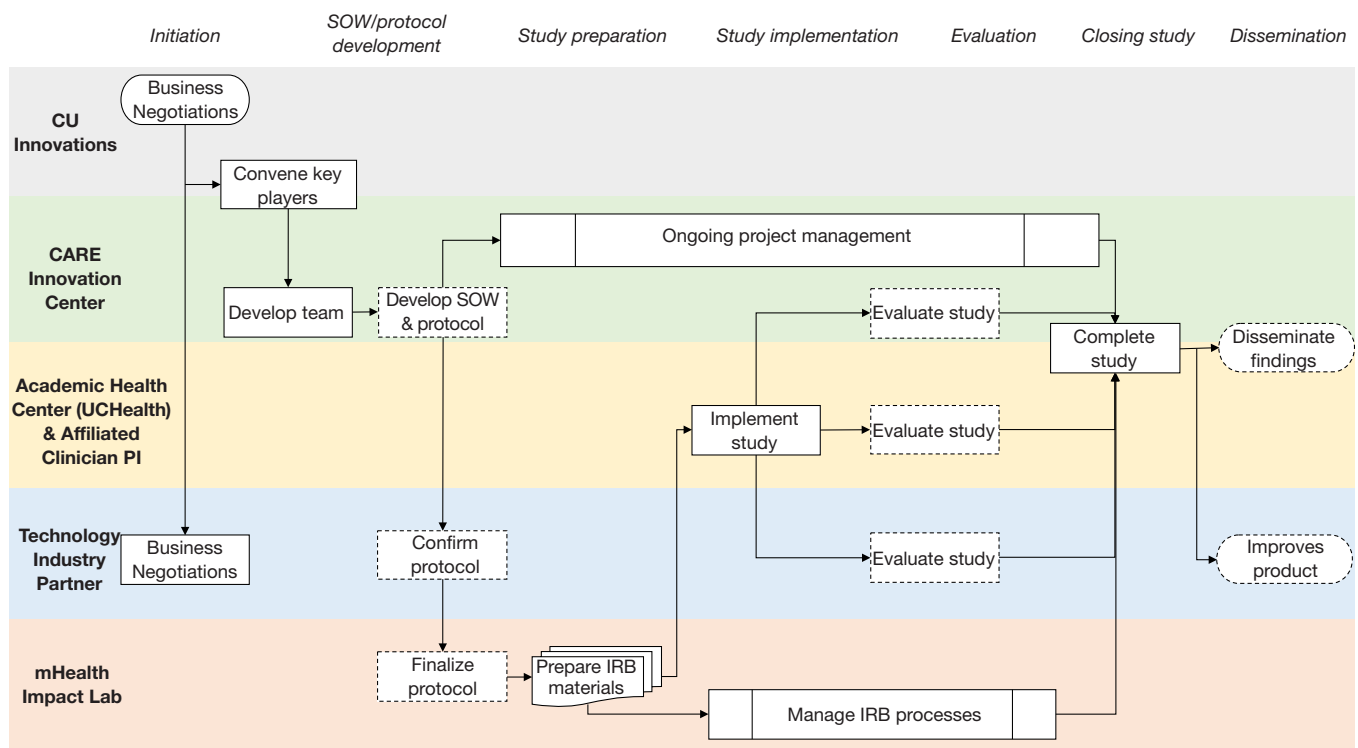 Initiation
SOW/protocol
development
Study preparation
Study implementation
Evaluation
Closing study
Dissemination
CU
Innovations
Business
Negotiations
Convene key
players
CARE
Innovation
Center
Ongoing project management
Develop team
Develop SOW
& protocol
Evaluate study
Complete
study
Disseminate
findings
Academic Health
Center (UCHealth)
& Affiliated
Clinician PI
Implement
study
Evaluate study
Technology
Industry
Partner
Business
Negotiations
Confirm
protocol
Evaluate study
Improves
product
mHealth
Impact Lab
Finalize
protocol
Prepare IRB
materials
Manage IRB processes